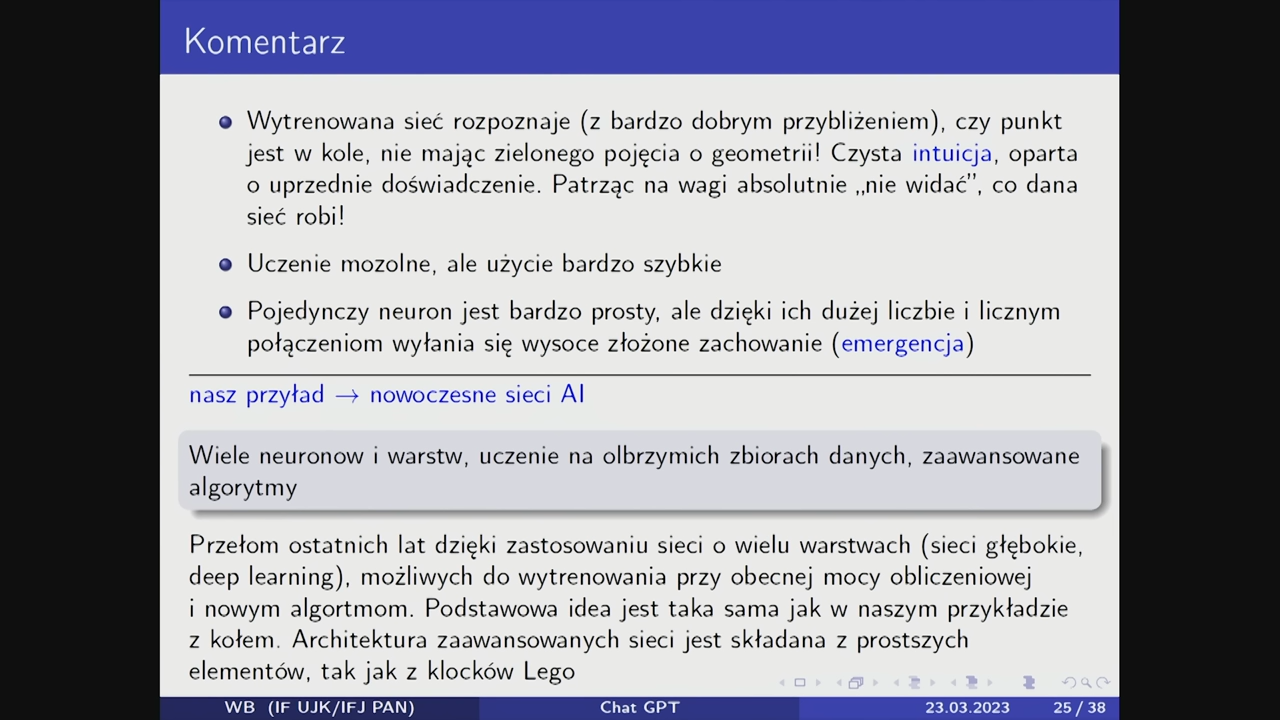 Komentarz
Wytrenowana sieć rozpoznaje (z bardzo dobrym przybliżeniem), czy punkt
jest w kole, nie mając zielonego pojęcia o geometrii! Czysta intuicja, oparta
o uprzednie doświadczenie. Patrząc na wagi absolutnie „nie widać”, co dana
sieć robi!
Uczenie mozolne, ale użycie bardzo szybkie
Pojedynczy neuron jest bardzo prosty, ale dzięki ich dużej liczbie i licznym
połączeniom wyłania się wysoce złożone zachowanie (emergencja)
nasz przyład → nowoczesne sieci AI
Wiele neuronow i warstw, uczenie na olbrzymich zbiorach danych, zaawansowane
algorytmy
Przełom ostatnich lat dzięki zastosowaniu sieci o wielu warstwach (sieci głębokie,
deep learning), możliwych do wytrenowania przy obecnej mocy obliczeniowej
i nowym algortmom. Podstawowa idea jest taka sama jak w naszym przykładzie
z kołem. Architektura zaawansowanych sieci jest składana z prostszych
elementów, tak jak z klocków Lego
WB (IF UJK/IFJ PAN) Chat GPT 23.03.2023 25 / 38